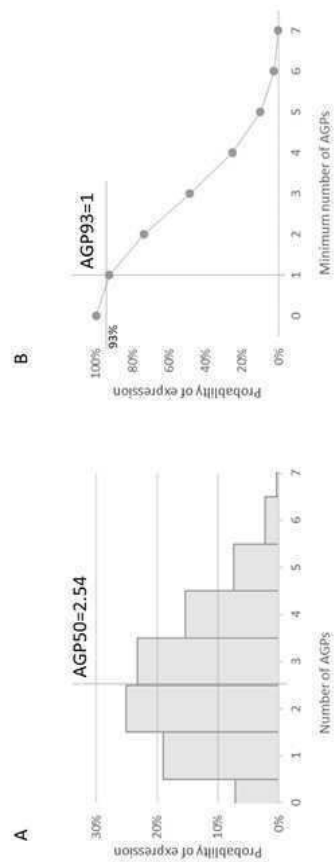 A
AGP50=2.54
30%
20%
10%
0%
Probability of expression
0 1 2 3 4 5 6 7
Number of AGPs
B
AGP93=1
100%
93%
80%
60%
40%
20%
0%
Probability of expression
0 1 2 3 4 5 6 7
Minimum number of AGPs